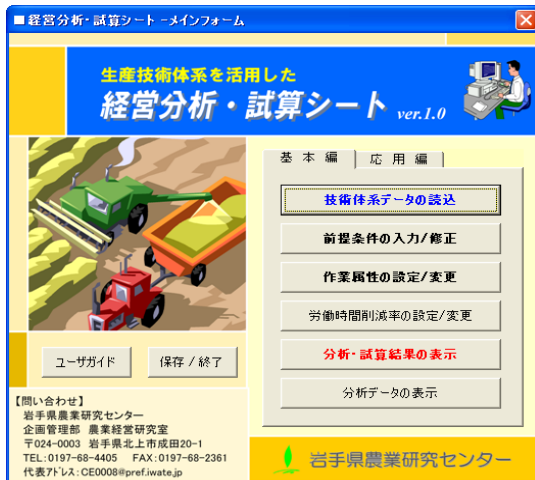 経営分析・試算シート -メインフォーム
生産技術体系を活用した
経営分析・試算シート ver.1.0
基本編
応用編
技術体系データの読込
前提条件の入力/修正
作業属性の設定/変更
労働時間削減率の設定/変更
分析・試算結果の表示
分析データの表示
ユーザガイド
保存 / 終了
【問い合わせ】
岩手県農業研究センター
企画管理部 農業経営研究室
〒024-0003 岩手県北上市成田20-1
TEL:0197-68-4405 FAX:0197-68-2361
代表アドレス:CE0008@pref.iwate.jp
岩手県農業研究センター